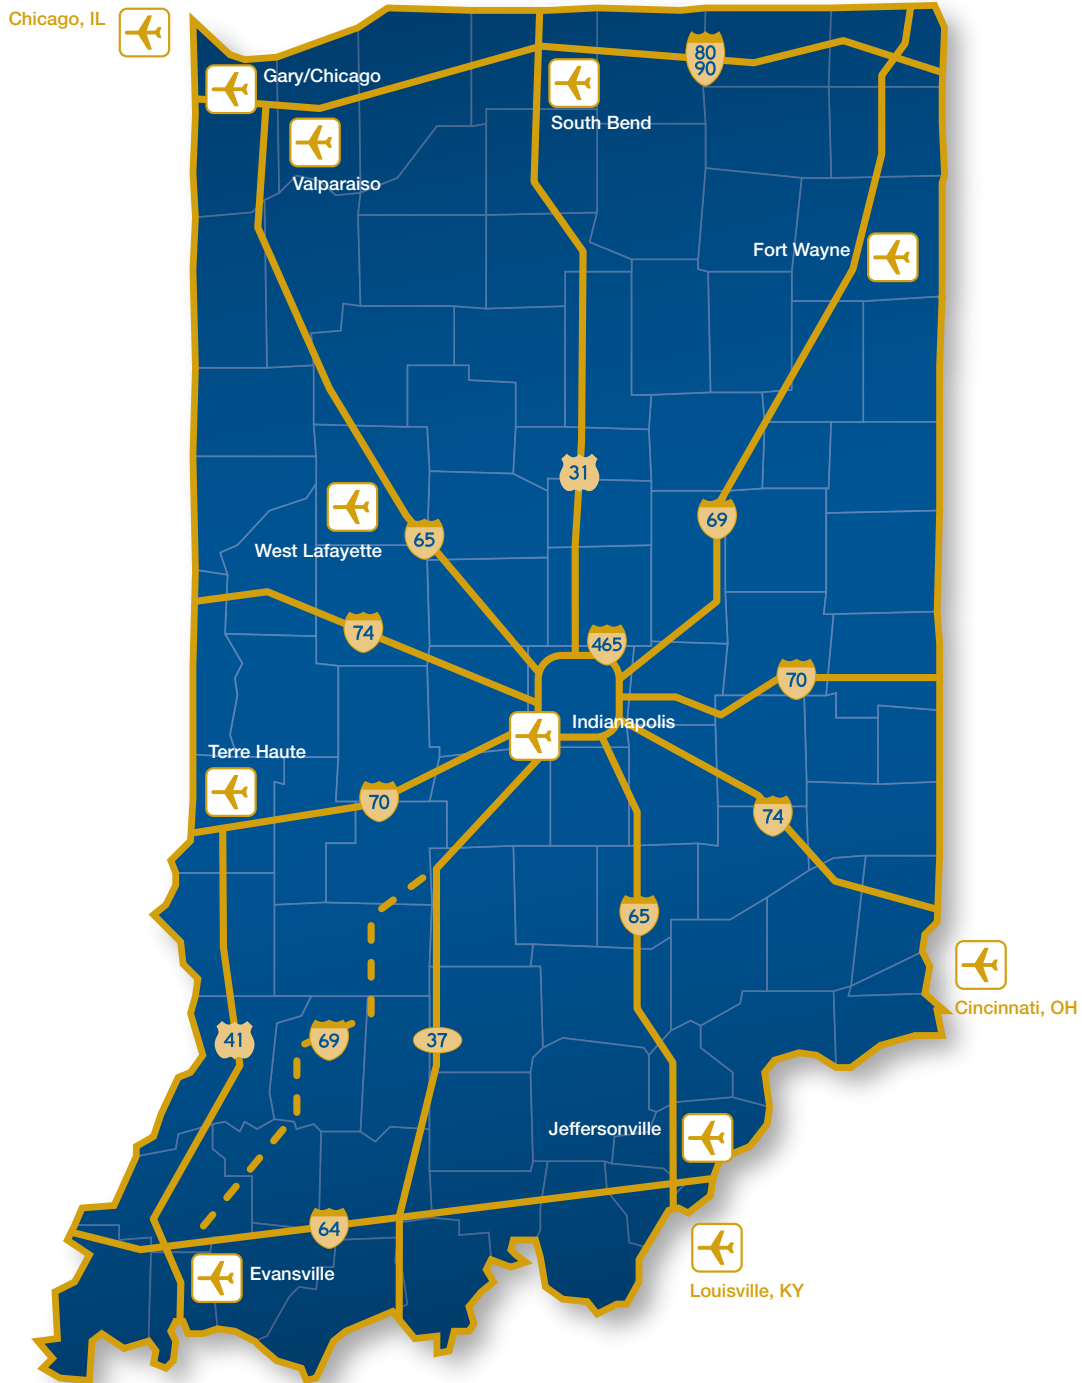 Chicago, IL
Gary/Chicago
80
90
South Bend
Valparaiso
Fort Wayne
31
69
65
West Lafayette
74
465
70
Indianapolis
Terre Haute
70
74
65
Cincinnati, OH
41
69
37
Jeffersonville
64
Evansville
Louisville, KY